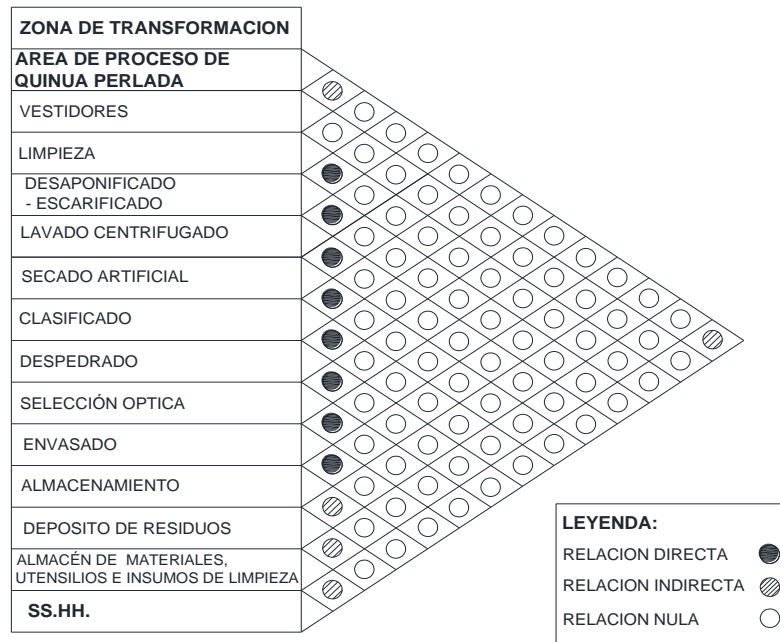 ZONA DE TRANSFORMACION
AREA DE PROCESO DE
QUINUA PERLADA
VESTIDORES
LIMPIEZA
DESAPONIFICADO
- ESCARIFICADO
LAVADO CENTRIFUGADO
SECADO ARTIFICIAL
CLASIFICADO
DESPEDRADO
SELECCIÓN OPTICA
ENVASADO
ALMACENAMIENTO
DEPOSITO DE RESIDUOS
ALMACÉN DE MATERIALES,
UTENSILIOS E INSUMOS DE LIMPIEZA
SS.HH.
LEYENDA:
RELACION DIRECTA
RELACION INDIRECTA
RELACION NULA